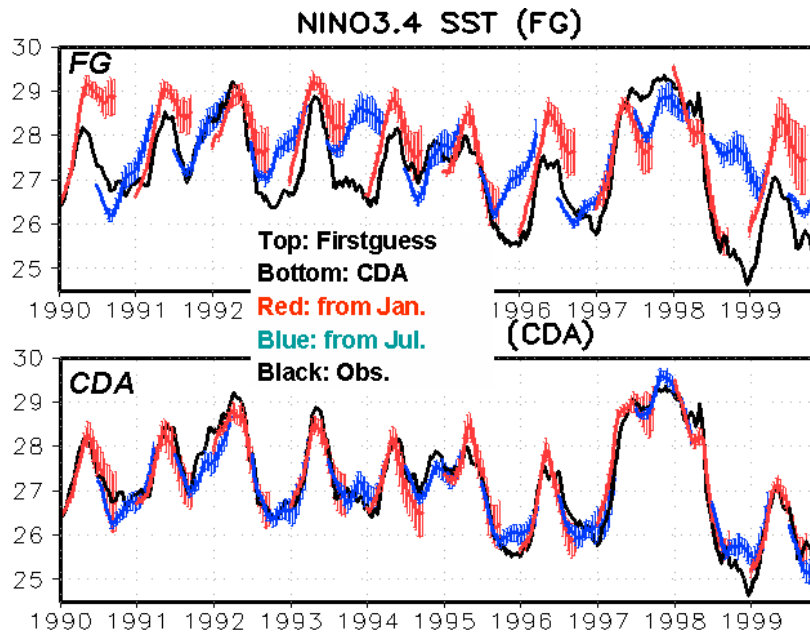 NINO3.4 SST (FG)
30
FG
29
28
27
26
25
1990 1991 1992 1996 1997 1998 1999
Top: Firstguess
Bottom: CDA
Red: from Jan.
Blue: from Jul.
Black: Obs.
(CDA)
30
CDA
29
28
27
26
25
1990 1991 1992 1993 1994 1995 1996 1997 1998 1999